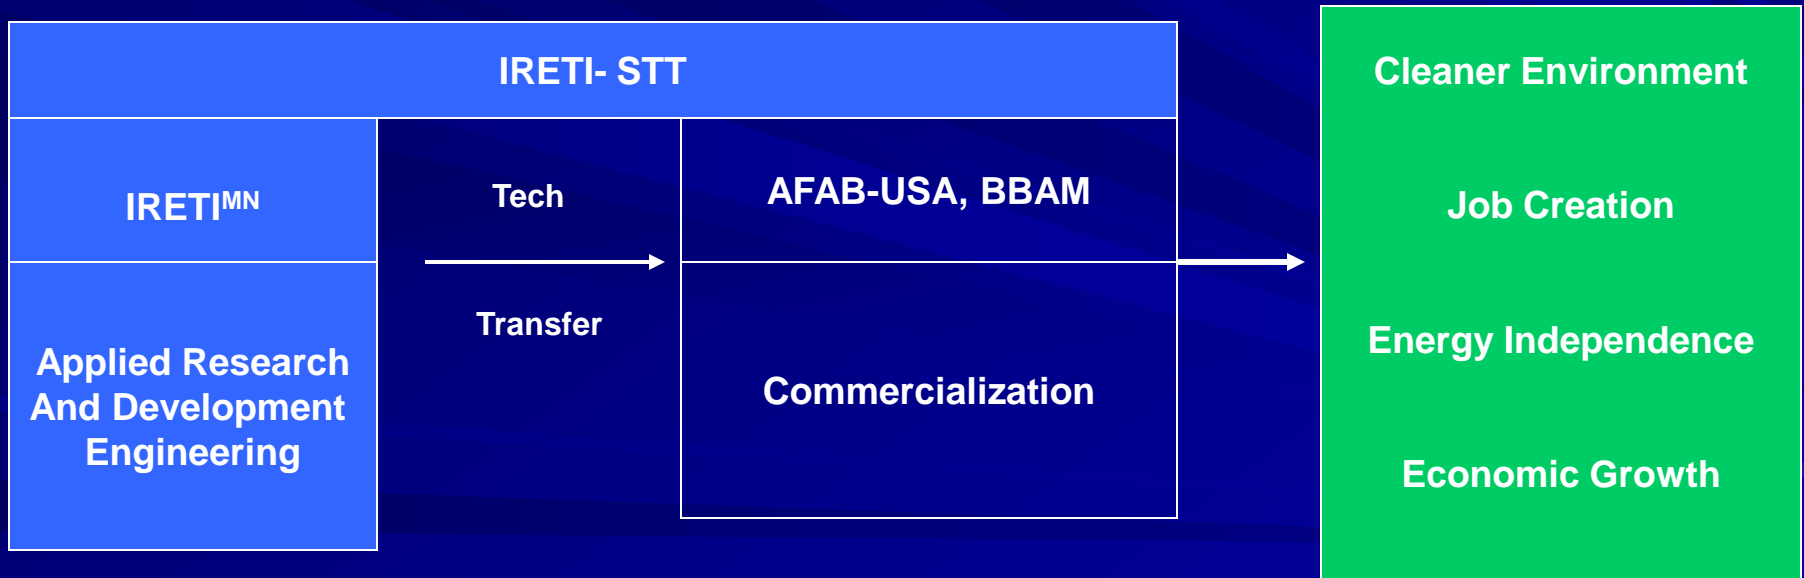 IRETI- STT
IRETIᴹᴺ
Applied Research
And Development
Engineering
Tech
Transfer
AFAB-USA, BBAM
Commercialization
Cleaner Environment
Job Creation
Energy Independence
Economic Growth